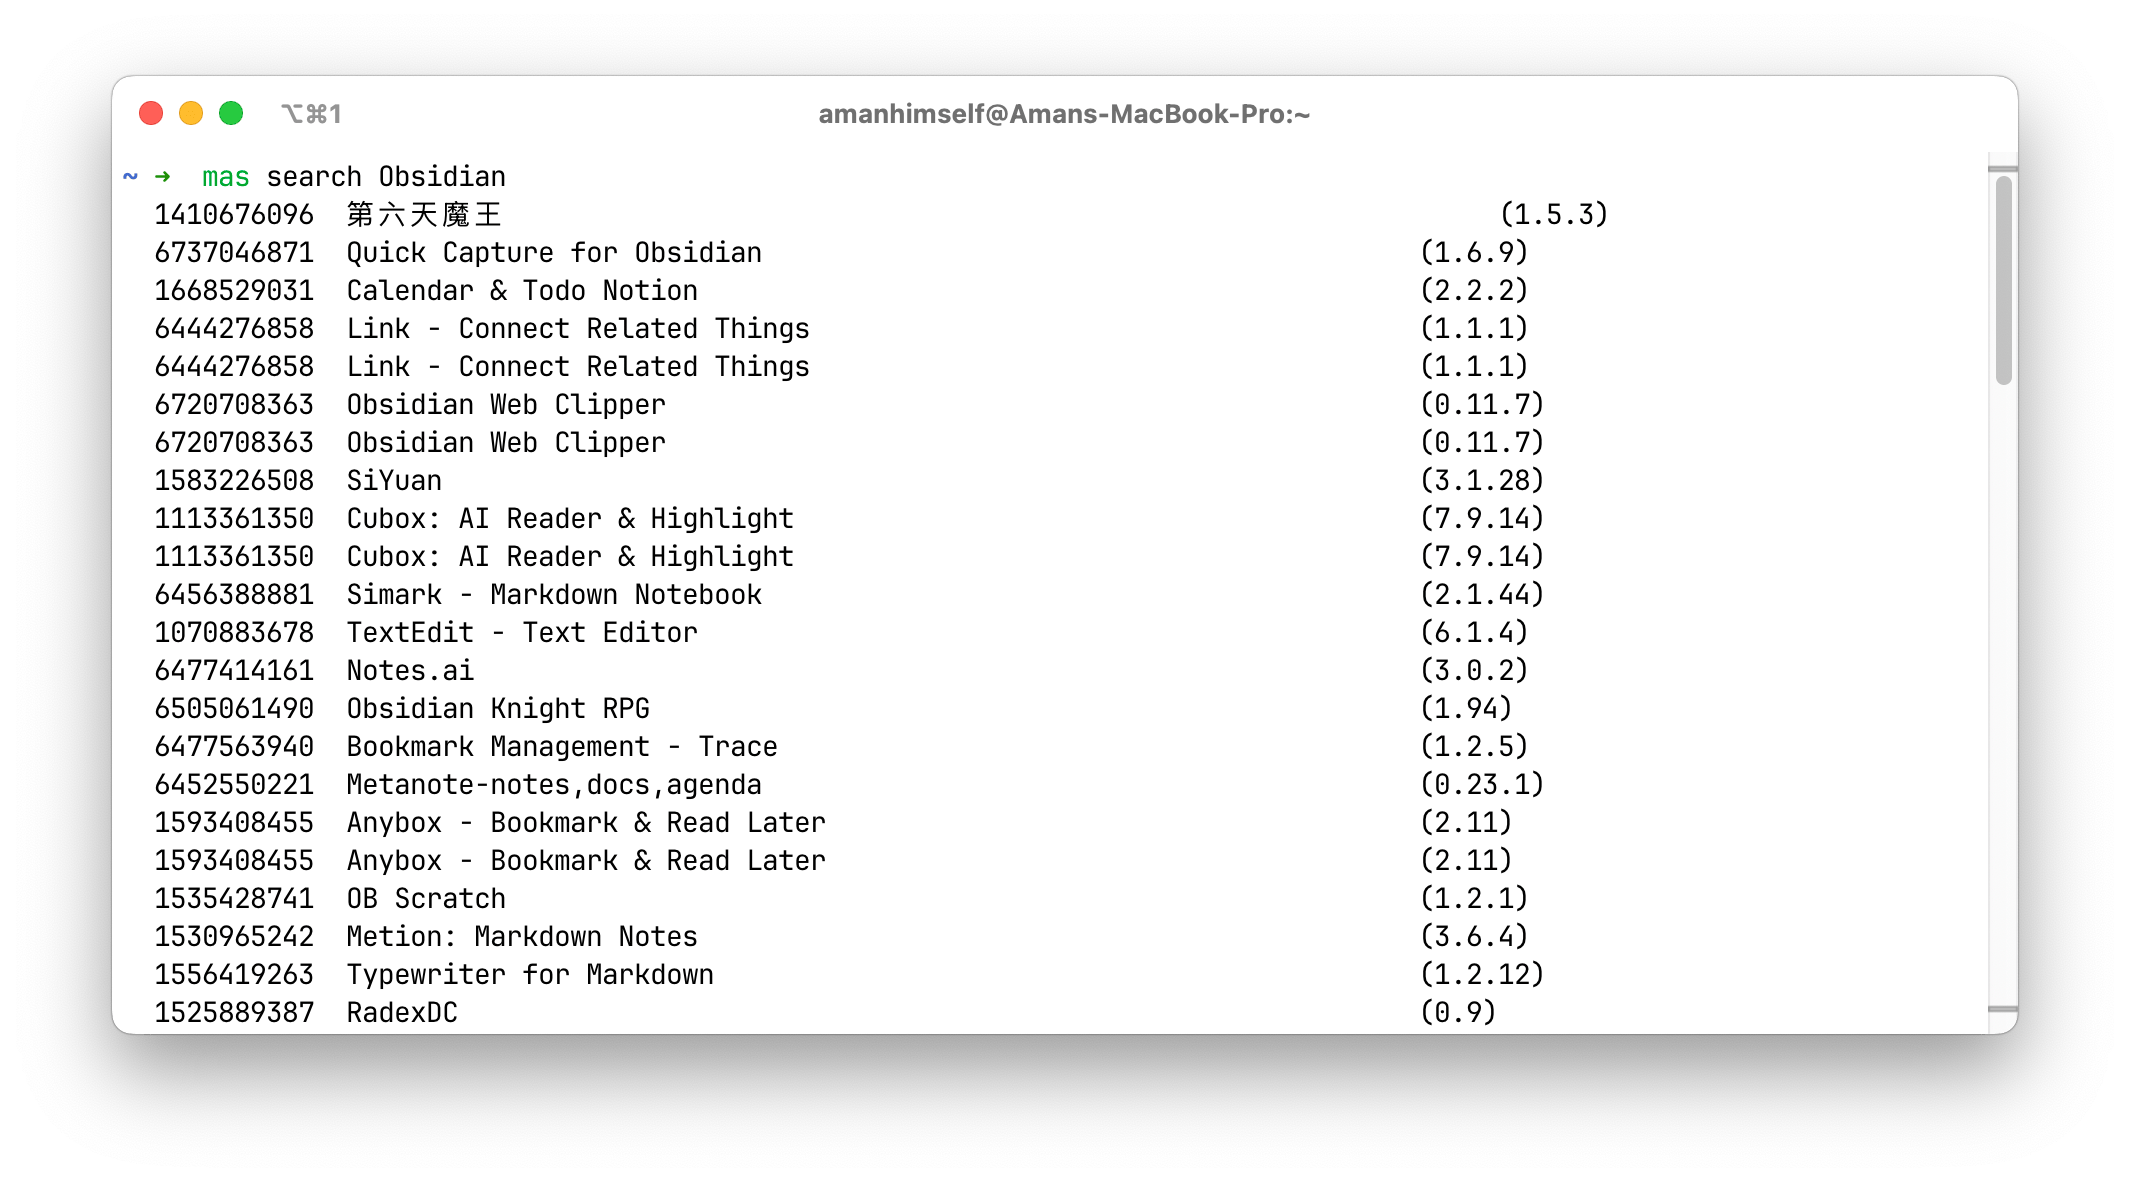 ⌥⌘1 amanhimself@Amans-MacBook-Pro:~
~ ➜ mas search Obsidian
1410676096 第六天魔王 (1.5.3)
6737046871 Quick Capture for Obsidian (1.6.9)
1668529031 Calendar & Todo Notion (2.2.2)
6444276858 Link - Connect Related Things (1.1.1)
6444276858 Link - Connect Related Things (1.1.1)
6720708363 Obsidian Web Clipper (0.11.7)
6720708363 Obsidian Web Clipper (0.11.7)
1583226508 SiYuan (3.1.28)
1113361350 Cubox: AI Reader & Highlight (7.9.14)
1113361350 Cubox: AI Reader & Highlight (7.9.14)
6456388881 Simark - Markdown Notebook (2.1.44)
1070883678 TextEdit - Text Editor (6.1.4)
6477414161 Notes.ai (3.0.2)
6505061490 Obsidian Knight RPG (1.94)
6477563940 Bookmark Management - Trace (1.2.5)
6452550221 Metanote-notes,docs,agenda (0.23.1)
1593408455 Anybox - Bookmark & Read Later (2.11)
1593408455 Anybox - Bookmark & Read Later (2.11)
1535428741 OB Scratch (1.2.1)
1530965242 Metion: Markdown Notes (3.6.4)
1556419263 Typewriter for Markdown (1.2.12)
1525889387 RadexDC (0.9)